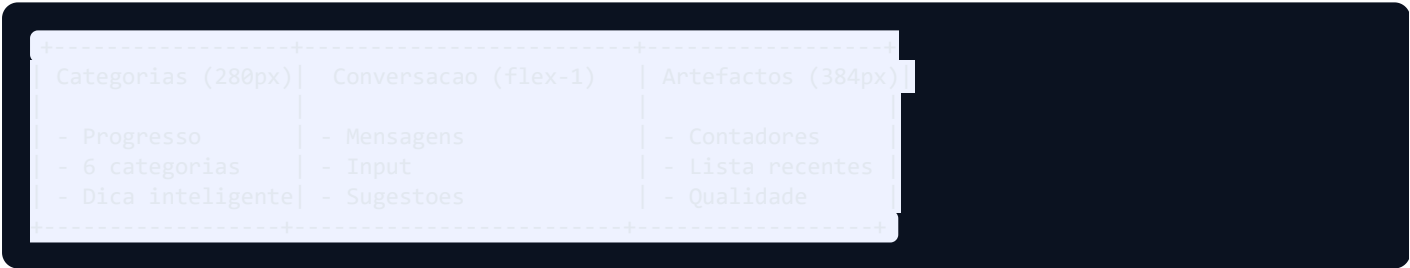 +------------------+-------------------------+------------------+
| Categorias (280px)|  Conversacao (flex-1)   | Artefactos (384px)|
|                   |                         |                  |
| - Progresso       | - Mensagens             | - Contadores     |
| - 6 categorias    | - Input                 | - Lista recentes |
| - Dica inteligente| - Sugestoes             | - Qualidade      |
+------------------+-------------------------+------------------+